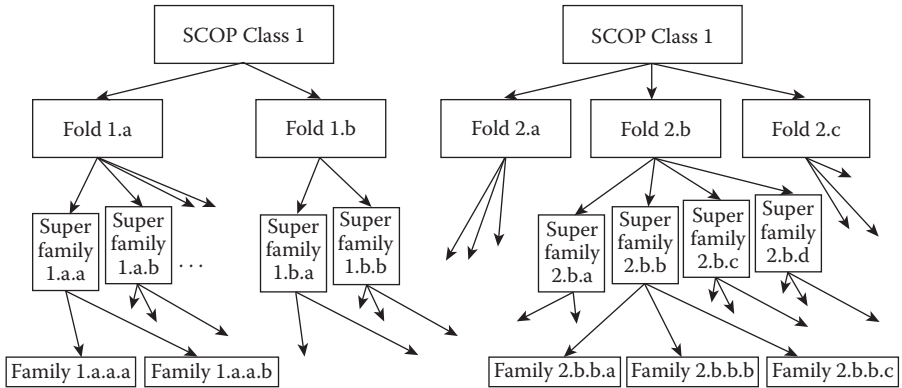 SCOP Class 1
SCOP Class 1
Fold 1.a
Fold 1.b
Fold 2.a
Fold 2.b
Fold 2.c
Super
family
1.a.a
Super
family
1.a.b
. . .
Super
family
1.b.a
Super
family
1.b.b
Super
family
2.b.a
Super
family
2.b.b
Super
family
2.b.c
Super
family
2.b.d
Family 1.a.a.a
Family 1.a.a.b
Family 2.b.b.a
Family 2.b.b.b
Family 2.b.b.c